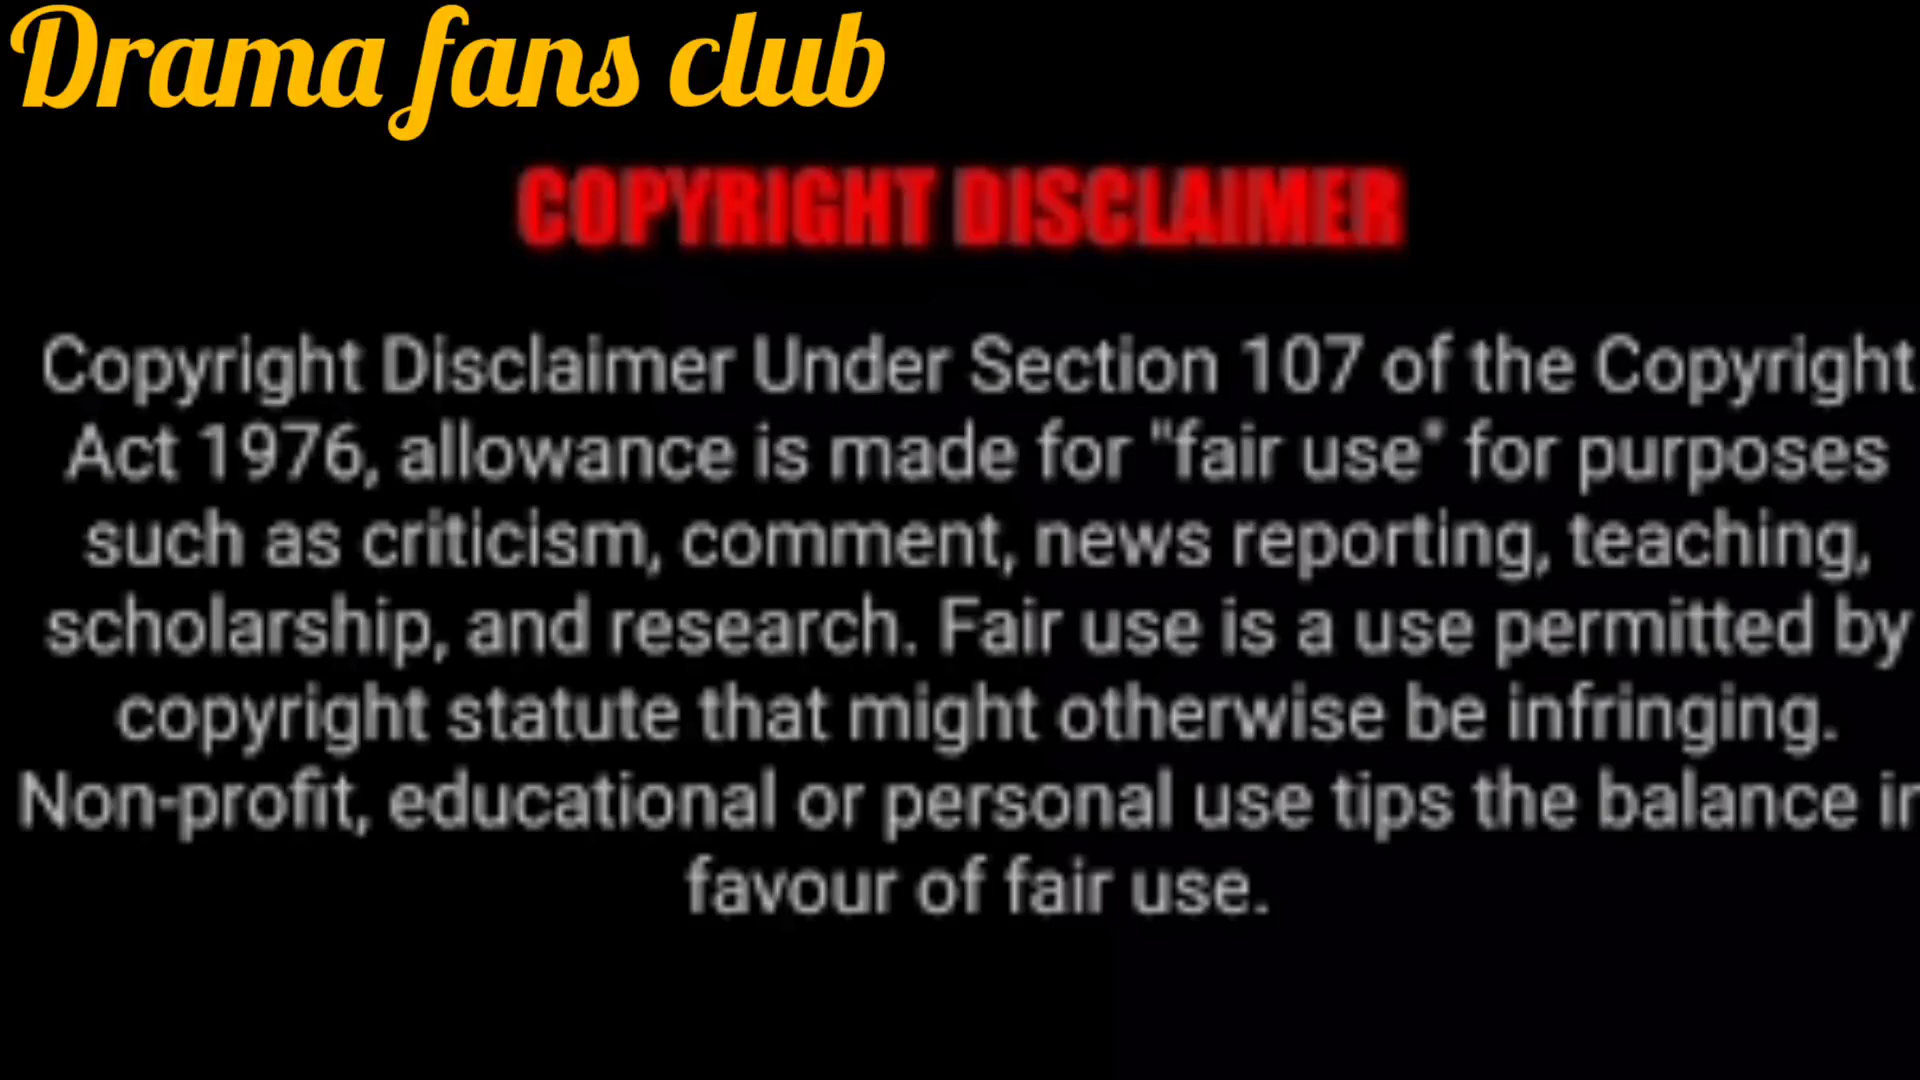 Drama fans club
COPYRIGHT DISCLAIMER
Copyright Disclaimer Under Section 107 of the Copyright
Act 1976, allowance is made for "fair use" for purposes
such as criticism, comment, news reporting, teaching,
scholarship, and research. Fair use is a use permitted by
copyright statute that might otherwise be infringing.
Non-profit, educational or personal use tips the balance in
favour of fair use.